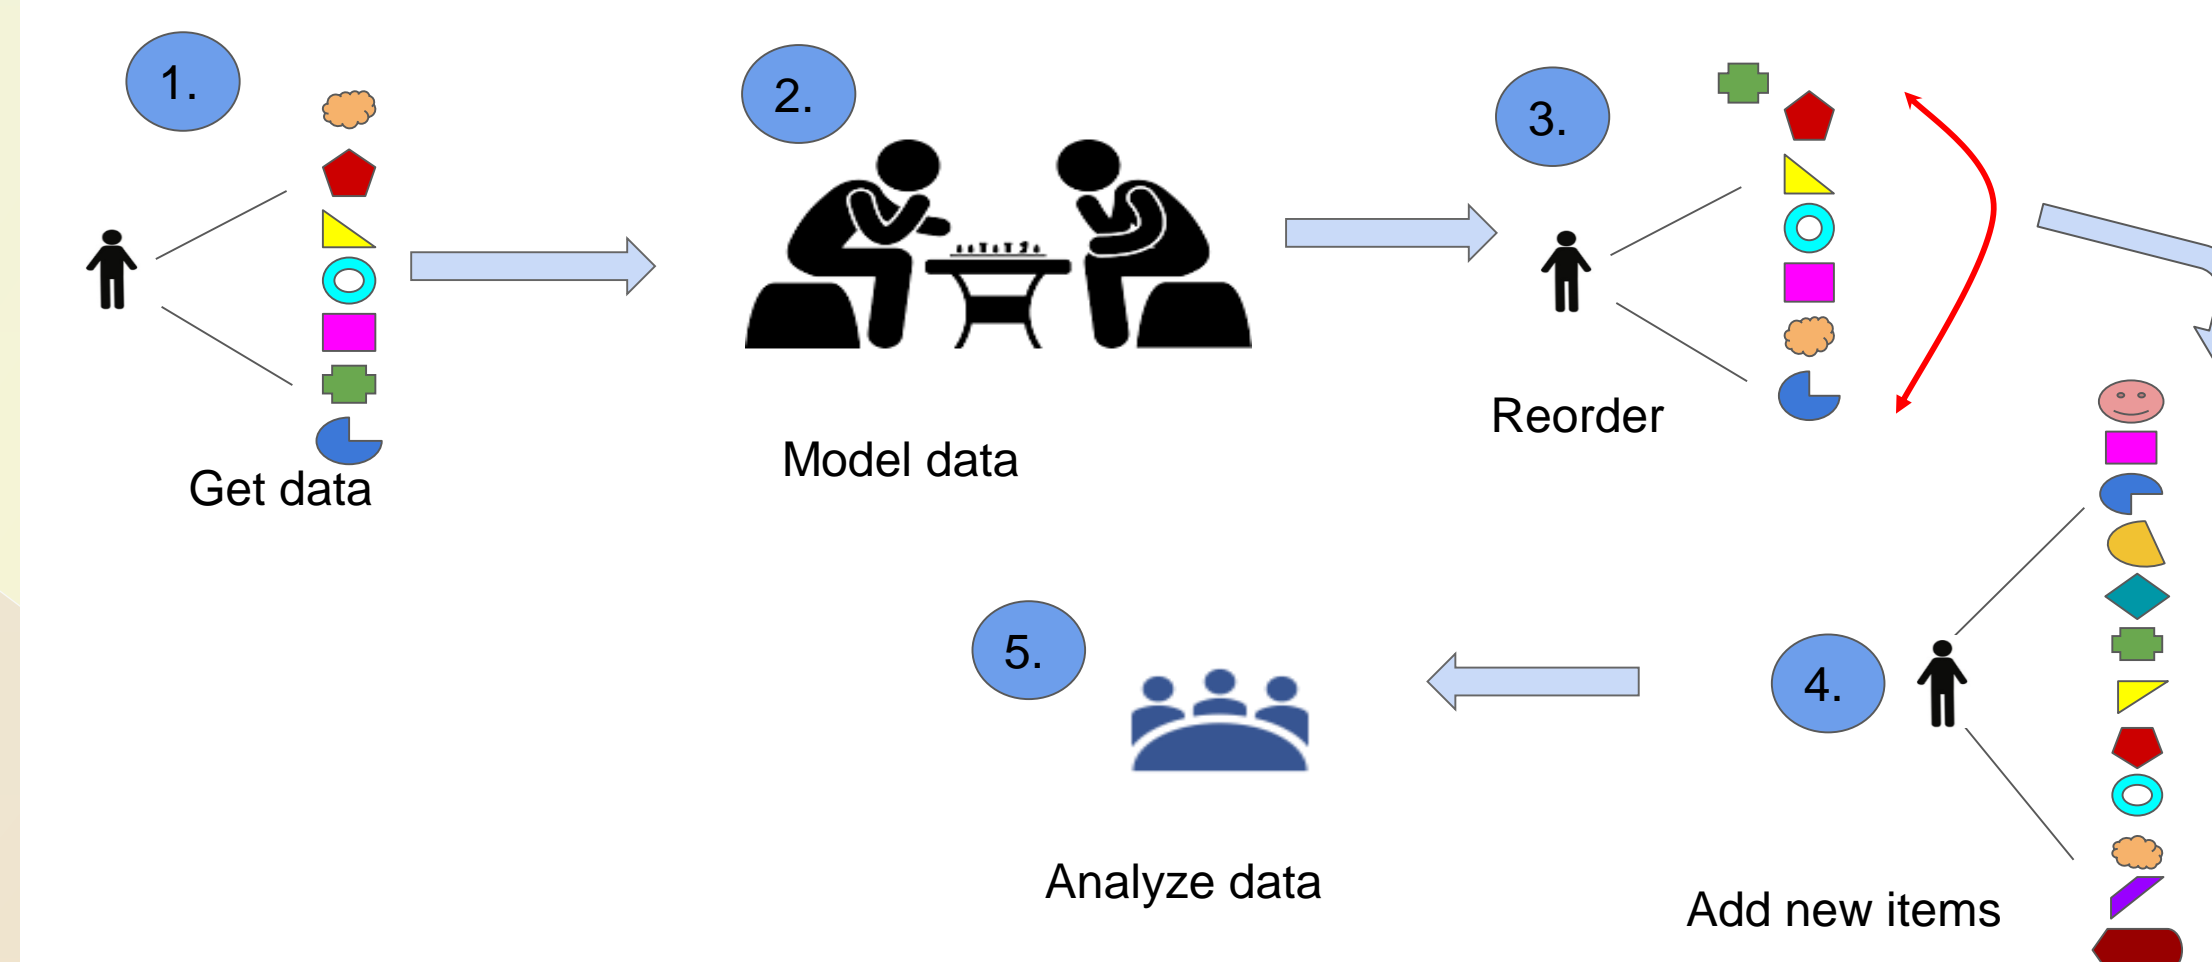 1.
2.
3.
Reorder
Model data
Get data
5.
4.
Analyze data
Add new items